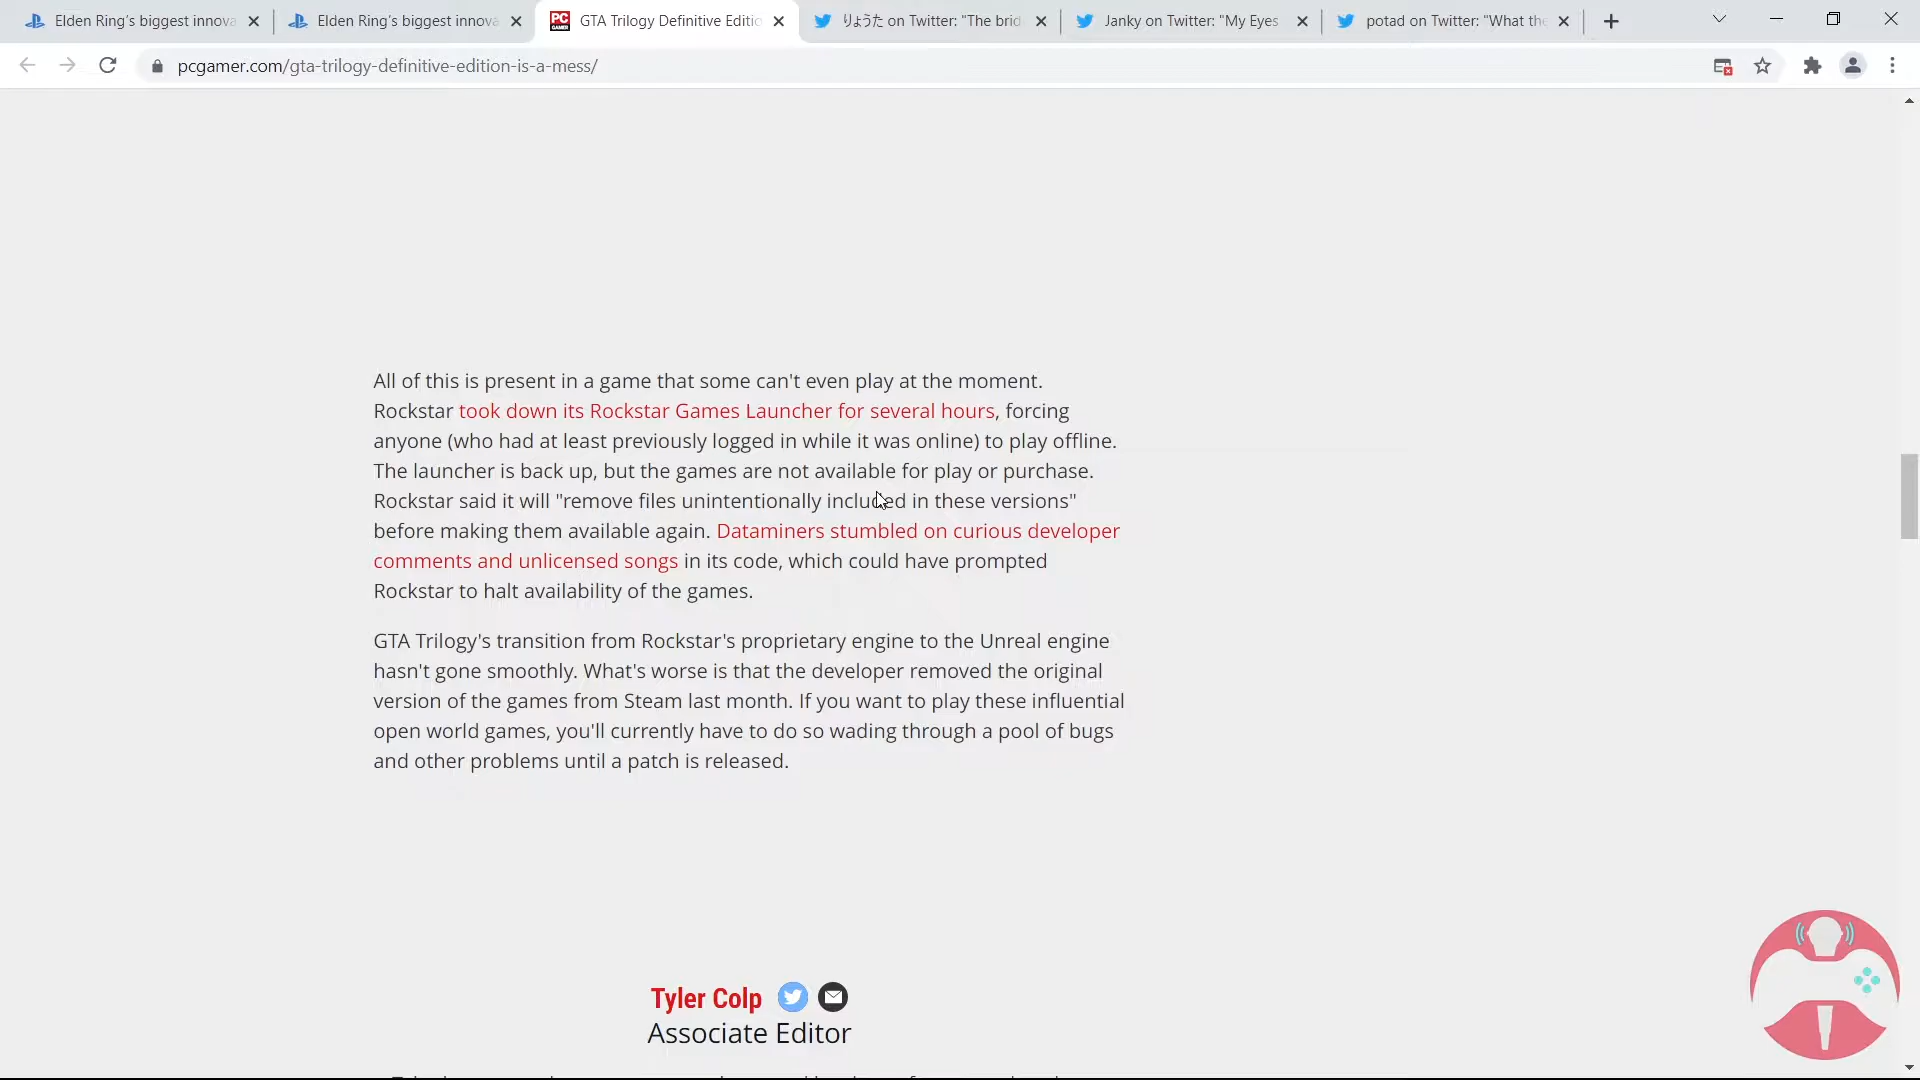 Elden Ring's biggest innova
Elden Ring's biggest innova
PC GAMER
GTA Trilogy Definitive Editio
りょうた on Twitter: "The brid
Janky on Twitter: "My Eyes
potad on Twitter: "What the
pcgamer.com/gta-trilogy-definitive-edition-is-a-mess/
All of this is present in a game that some can't even play at the moment.
Rockstar took down its Rockstar Games Launcher for several hours, forcing
anyone (who had at least previously logged in while it was online) to play offline.
The launcher is back up, but the games are not available for play or purchase.
Rockstar said it will "remove files unintentionally included in these versions"
before making them available again. Dataminers stumbled on curious developer
comments and unlicensed songs in its code, which could have prompted
Rockstar to halt availability of the games.
GTA Trilogy's transition from Rockstar's proprietary engine to the Unreal engine
hasn't gone smoothly. What's worse is that the developer removed the original
version of the games from Steam last month. If you want to play these influential
open world games, you'll currently have to do so wading through a pool of bugs
and other problems until a patch is released.
Tyler Colp
Associate Editor